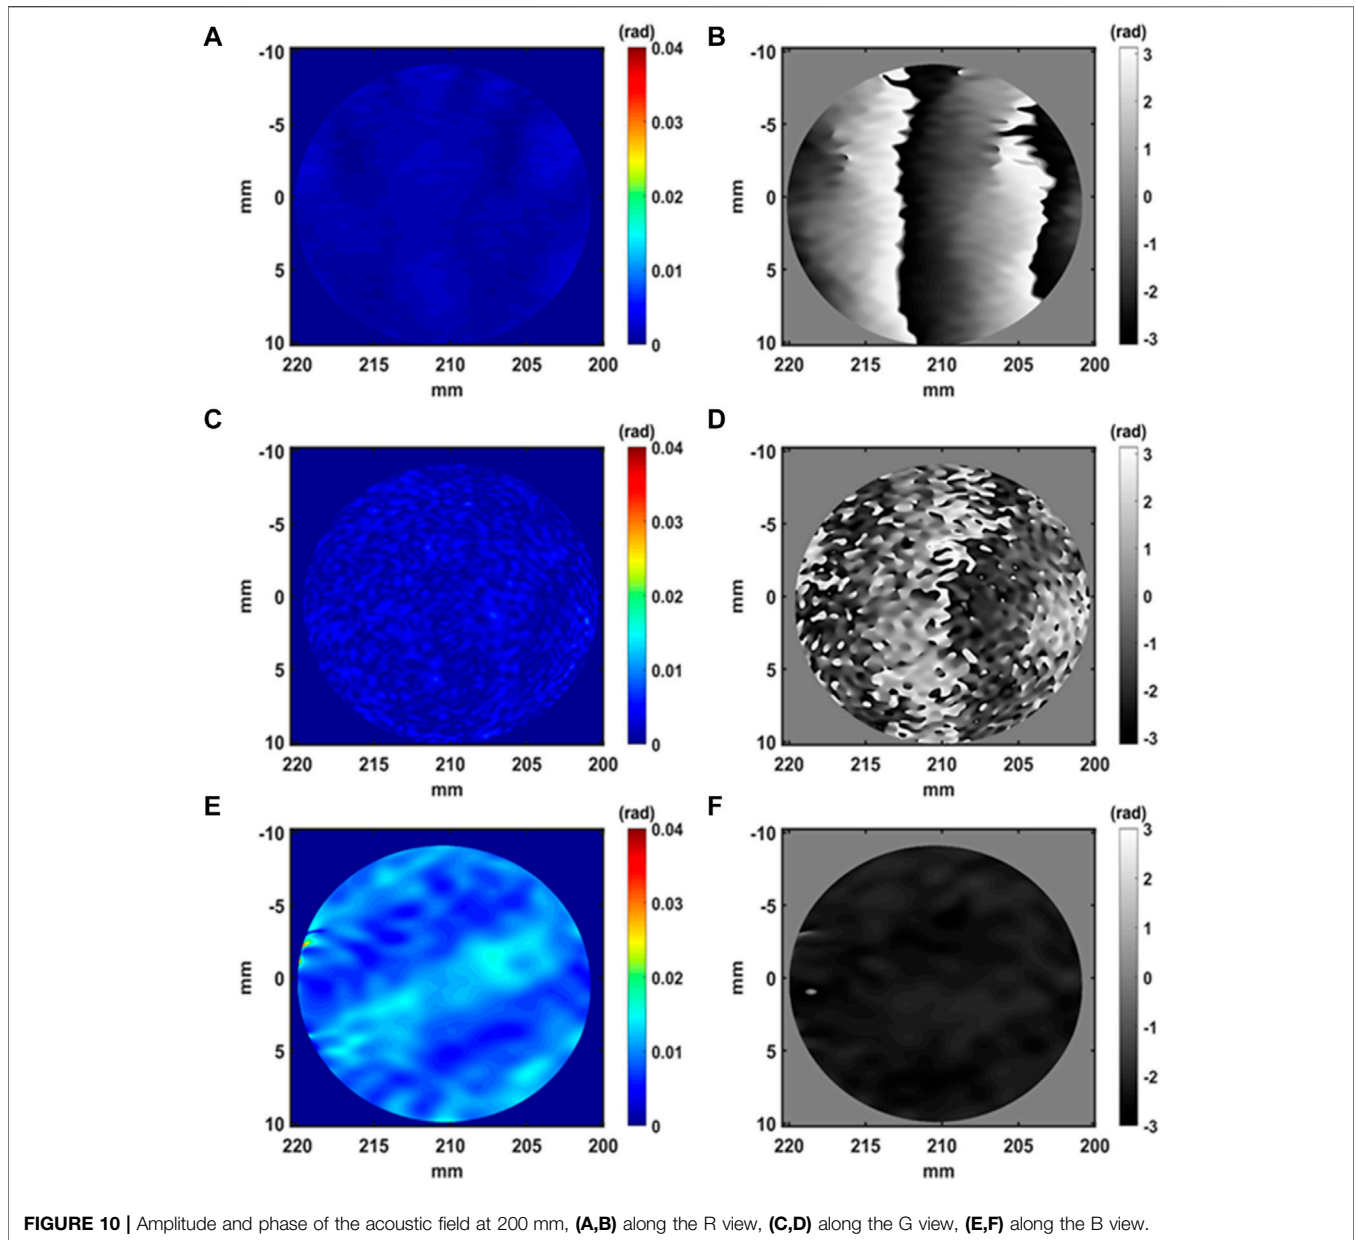 A
(rad)
-10
-5
0
5
10
mm
220 215 210 205 200
mm
0.04
0.03
0.02
0.01
0
B
(rad)
-10
-5
0
5
10
mm
220 215 210 205 200
mm
3
2
1
0
-1
-2
-3
C
(rad)
-10
-5
0
5
10
mm
220 215 210 205 200
mm
0.04
0.03
0.02
0.01
0
D
(rad)
-10
-5
0
5
10
mm
220 215 210 205 200
mm
3
2
1
0
-1
-2
-3
E
(rad)
-10
-5
0
5
10
mm
220 215 210 205 200
mm
0.04
0.03
0.02
0.01
0
F
(rad)
-10
-5
0
5
10
mm
220 215 210 205 200
mm
3
2
1
0
-1
-2
-3
FIGURE 10 | Amplitude and phase of the acoustic field at 200 mm, (A,B) along the R view, (C,D) along the G view, (E,F) along the B view.